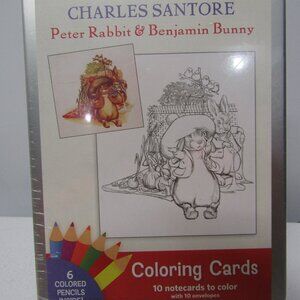 CHARLES SANTORE
Peter Rabbit & Benjamin Bunny
6
COLORED
PENCILS
Coloring Cards
10 notecards to color
with 10 envelopes